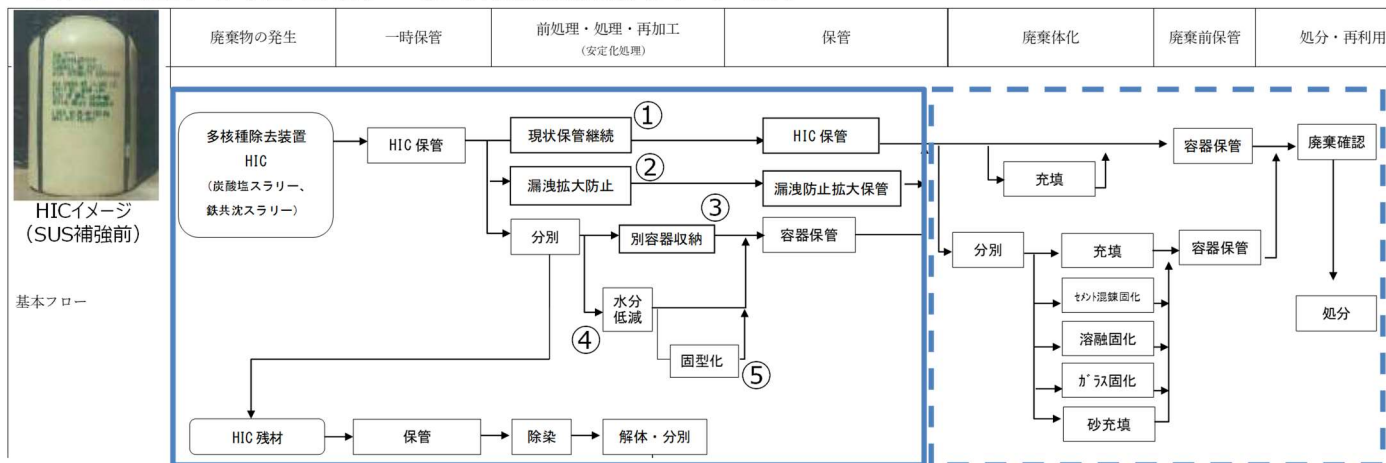 廃棄物の発生
一時保管
前処理・処理・再加工
(安定化処理)
保管
廃棄体化
廃棄前保管
処分・再利用
HICイメージ
(SUS補強前)
基本フロー
多核種除去装置
HIC
(炭酸塩スラリー、
鉄共沈スラリー)
HIC 保管
現状保管継続
①
HIC 保管
漏洩拡大防止
②
漏洩防止拡大保管
分別
別容器収納
③
容器保管
水分
低減
④
固型化
⑤
HIC 残材
保管
除染
解体・分別
充填
容器保管
廃棄確認
分別
充填
容器保管
セメント混錬固化
溶融固化
ガラス固化
砂充填
処分